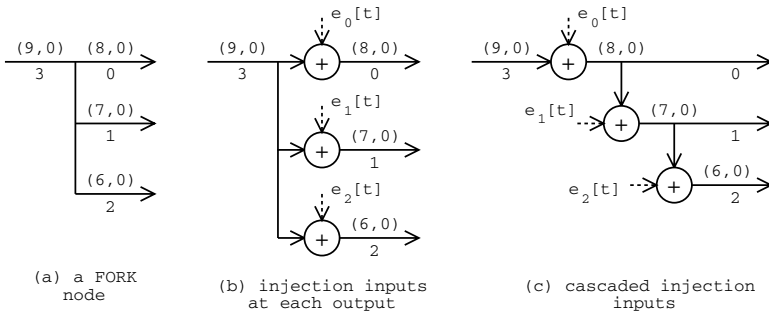 (9,0) (8,0)
3 0
(7,0)
1
(6,0)
2
(a) a FORK
node
e0[t]
(9,0) (8,0)
3 + 0
e1[t]
(7,0)
+ 1
e2[t]
(6,0)
+ 2
(b) injection inputs
at each output
e0[t]
(9,0) (8,0)
3 + 0
e1[t] (7,0)
+ 1
e2[t] (6,0)
+ 2
(c) cascaded injection
inputs